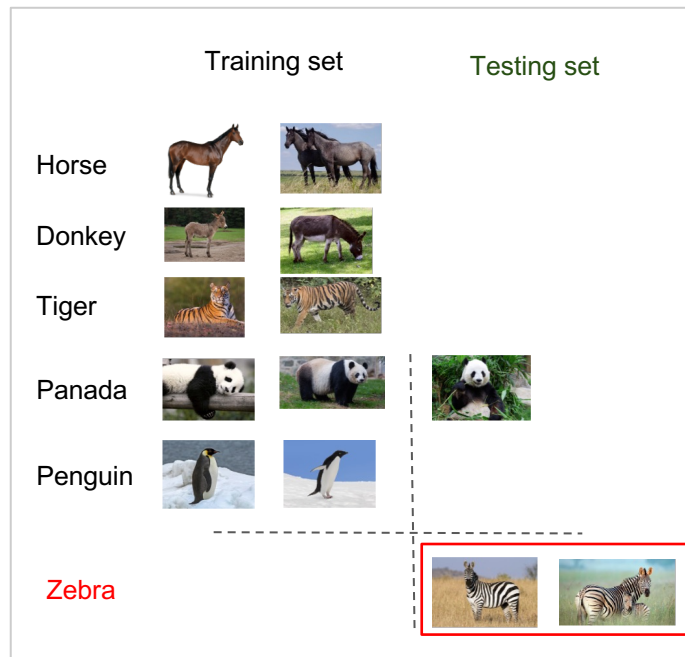 Training set
Testing set
Horse
Donkey
Tiger
Panada
Penguin
Zebra